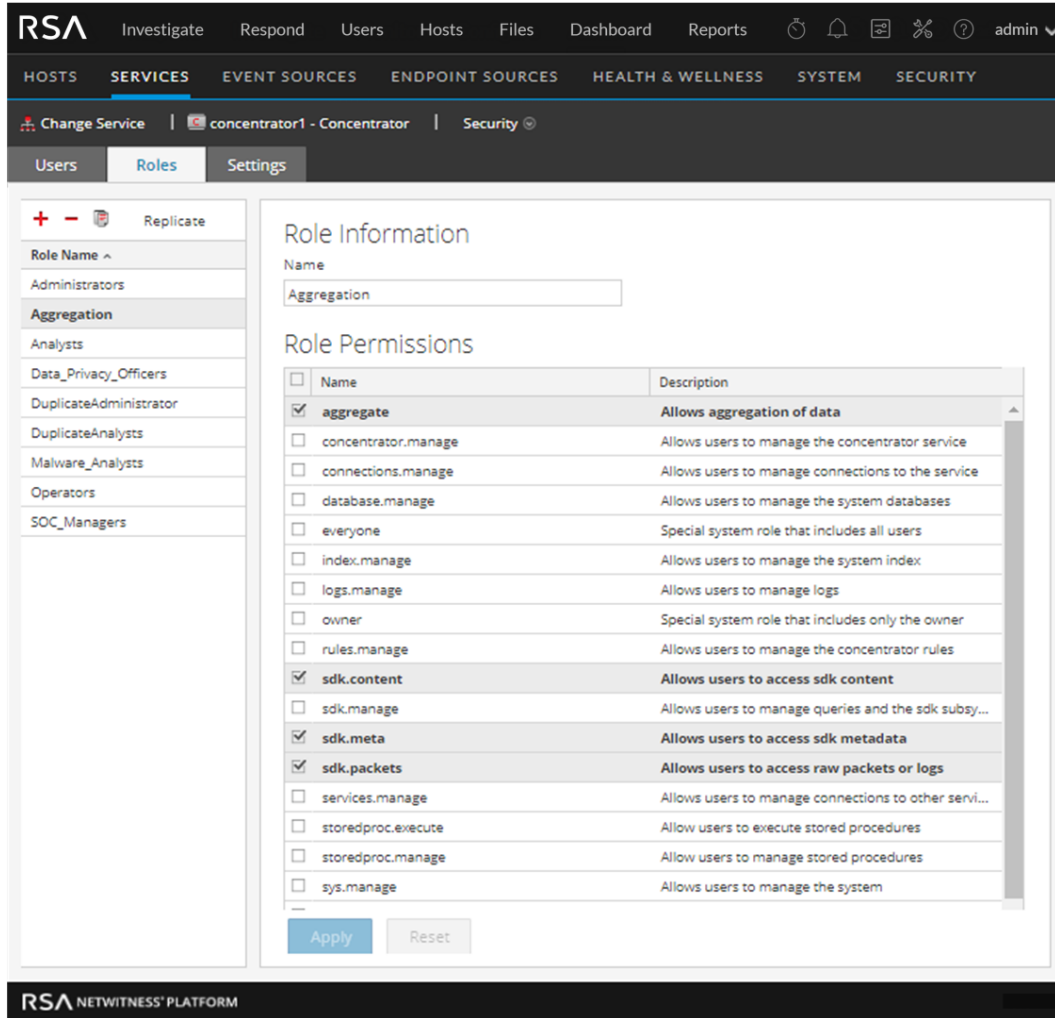 RSA Investigate Respond Users Hosts Files Dashboard Reports admin
HOSTS SERVICES EVENT SOURCES ENDPOINT SOURCES HEALTH & WELLNESS SYSTEM SECURITY
Change Service | C concentrator1 - Concentrator | Security
Users Roles Settings
Replicate
Role Name
Administrators
Aggregation
Analysts
Data_Privacy_Officers
DuplicateAdministrator
DuplicateAnalysts
Malware_Analysts
Operators
SOC_Managers
Role Information
Name
Aggregation
Role Permissions
Name Description
aggregate Allows aggregation of data
concentrator.manage Allows users to manage the concentrator service
connections.manage Allows users to manage connections to the service
database.manage Allows users to manage the system databases
everyone Special system role that includes all users
index.manage Allows users to manage the system index
logs.manage Allows users to manage logs
owner Special system role that includes only the owner
rules.manage Allows users to manage the concentrator rules
sdk.content Allows users to access sdk content
sdk.manage Allows users to manage queries and the sdk subsy...
sdk.meta Allows users to access sdk metadata
sdk.packets Allows users to access raw packets or logs
services.manage Allows users to manage connections to other servi...
storedproc.execute Allow users to execute stored procedures
storedproc.manage Allow users to manage stored procedures
sys.manage Allows users to manage the system
Apply Reset
RSA NETWITNESS® PLATFORM